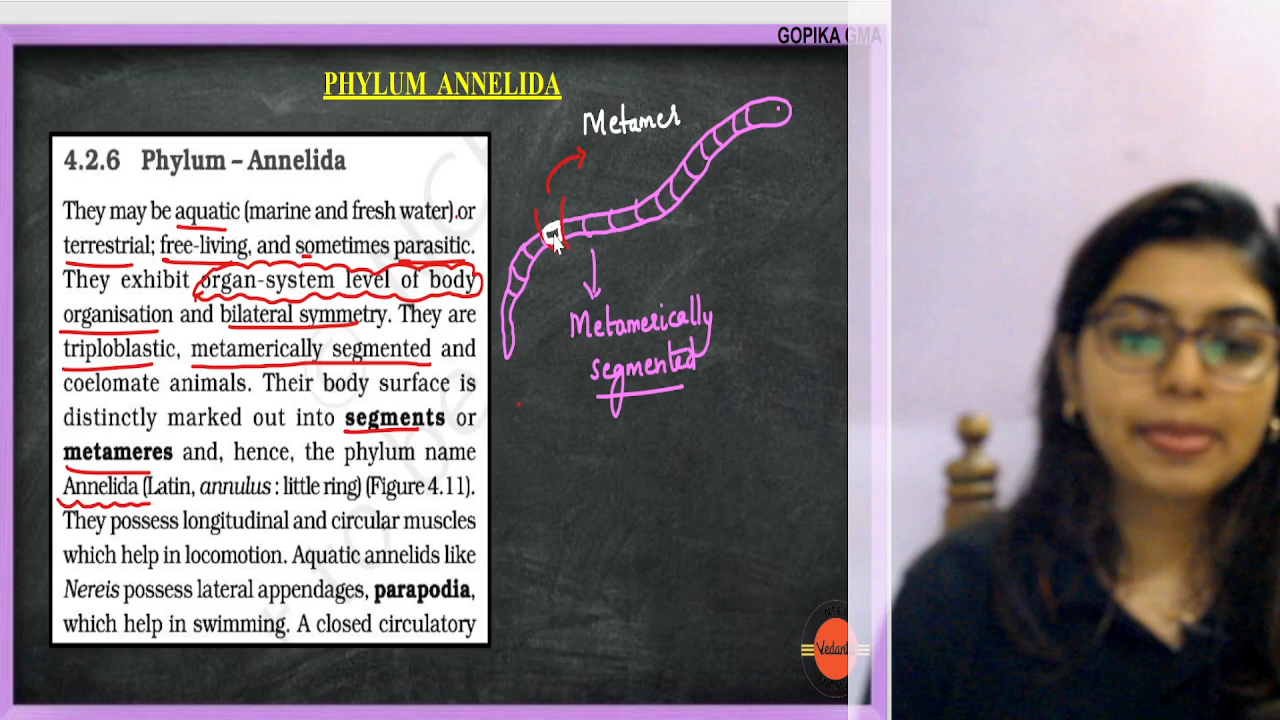 GOPIKA GMA
PHYLUM ANNELIDA
Metamer
4.2.6 Phylum – Annelida
They may be aquatic (marine and fresh water) or
terrestrial; free-living, and sometimes parasitic.
They exhibit organ-system level of body
organisation and bilateral symmetry. They are
triploblastic, metamerically segmented and
coelomate animals. Their body surface is
distinctly marked out into segments or
metameres and, hence, the phylum name
Annelida (Latin, annulus : little ring) (Figure 4.11).
They possess longitudinal and circular muscles
which help in locomotion. Aquatic annelids like
Nereis possess lateral appendages, parapodia,
which help in swimming. A closed circulatory
Metamerically
segmented